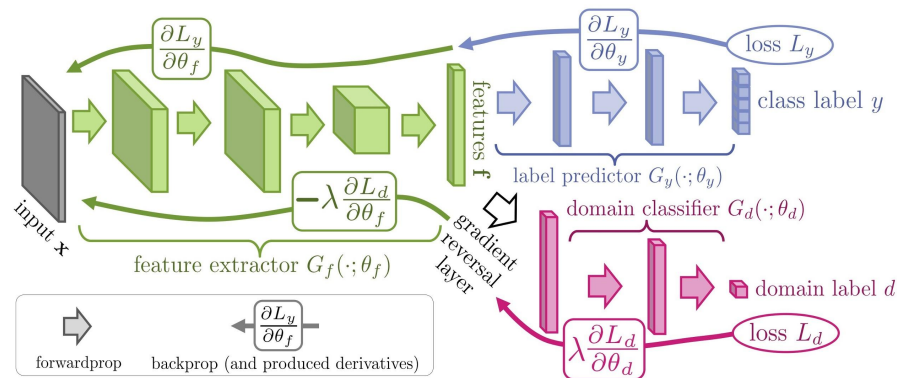 ∂L_y/∂θ_f
∂L_y/∂θ_y
loss L_y
features f
class label y
label predictor G_y(·; θ_y)
input x
−λ ∂L_d/∂θ_f
feature extractor G_f(·; θ_f)
gradient
reversal
layer
domain classifier G_d(·; θ_d)
domain label d
λ ∂L_d/∂θ_d
loss L_d
∂L_y/∂θ_f
forwardprop
backprop (and produced derivatives)